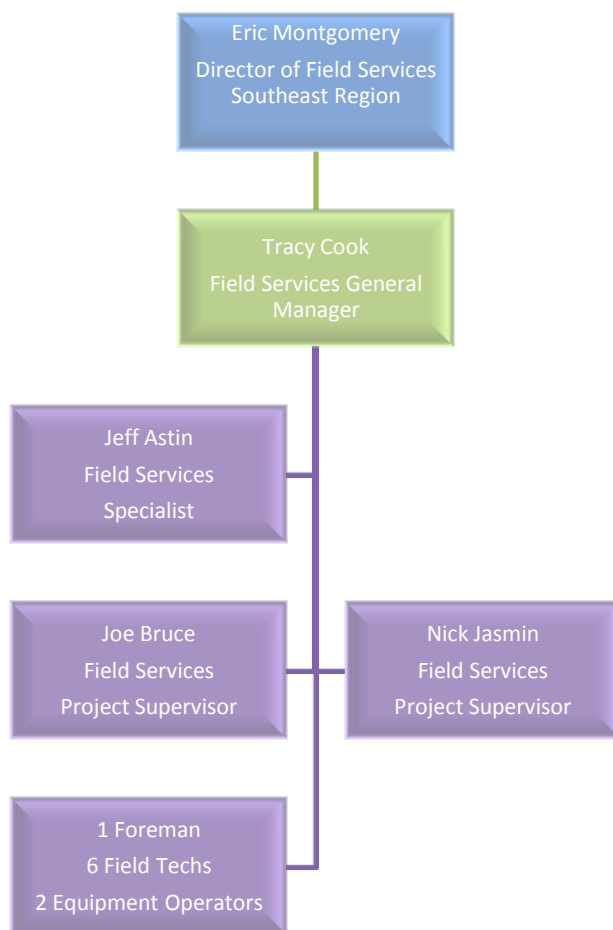 Eric Montgomery
Director of Field Services
Southeast Region
Tracy Cook
Field Services General
Manager
Jeff Astin
Field Services
Specialist
Joe Bruce
Field Services
Project Supervisor
Nick Jasmin
Field Services
Project Supervisor
1 Foreman
6 Field Techs
2 Equipment Operators